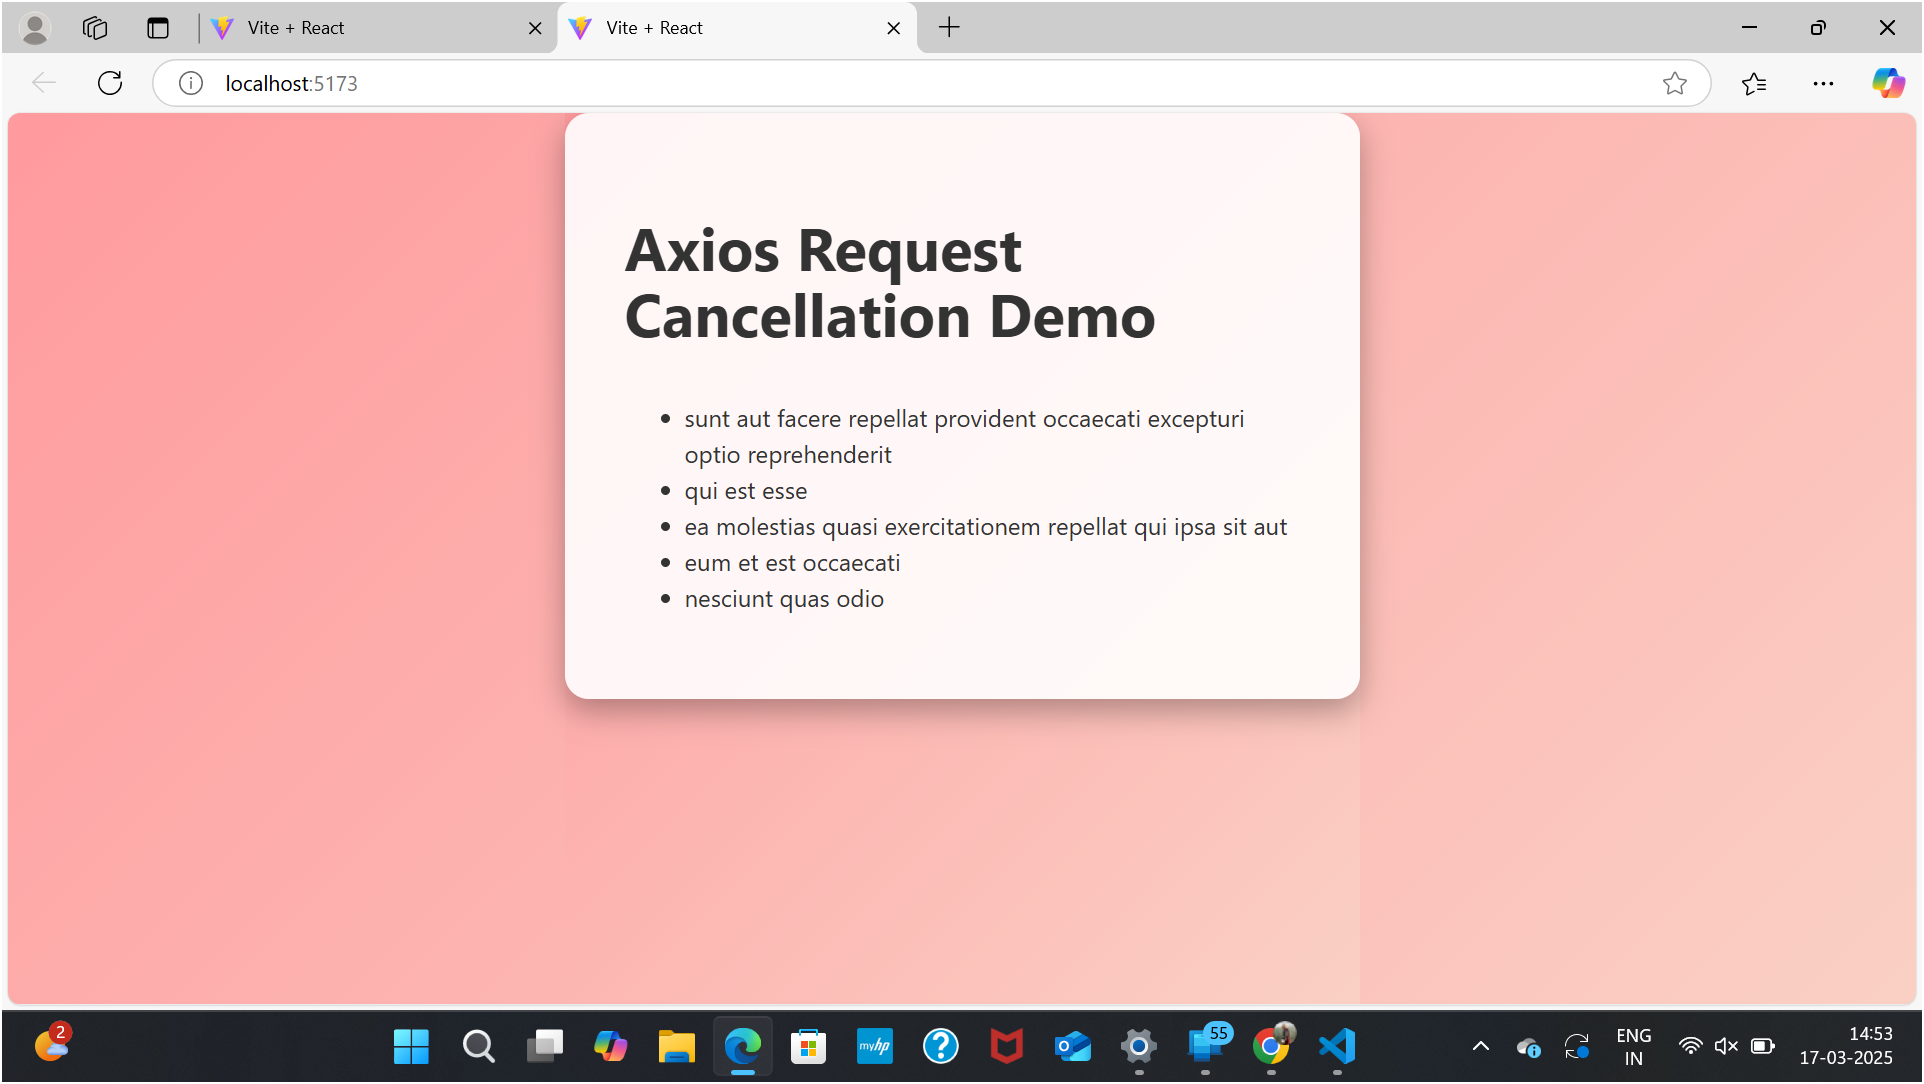 Vite + React
Vite + React
localhost:5173
Axios Request
Cancellation Demo
sunt aut facere repellat provident occaecati excepturi
optio reprehenderit
qui est esse
ea molestias quasi exercitationem repellat qui ipsa sit aut
eum et est occaecati
nesciunt quas odio
2
myhp
55
ENG
IN
14:53
17-03-2025